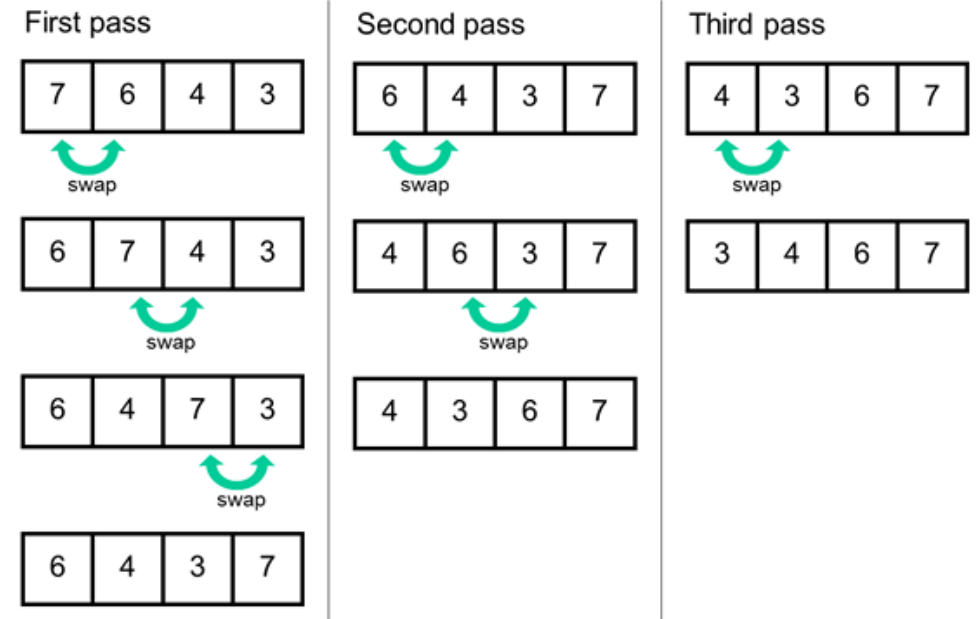 First pass
7 6 4 3
swap
6 7 4 3
swap
6 4 7 3
swap
6 4 3 7
Second pass
6 4 3 7
swap
4 6 3 7
swap
4 3 6 7
Third pass
4 3 6 7
swap
3 4 6 7